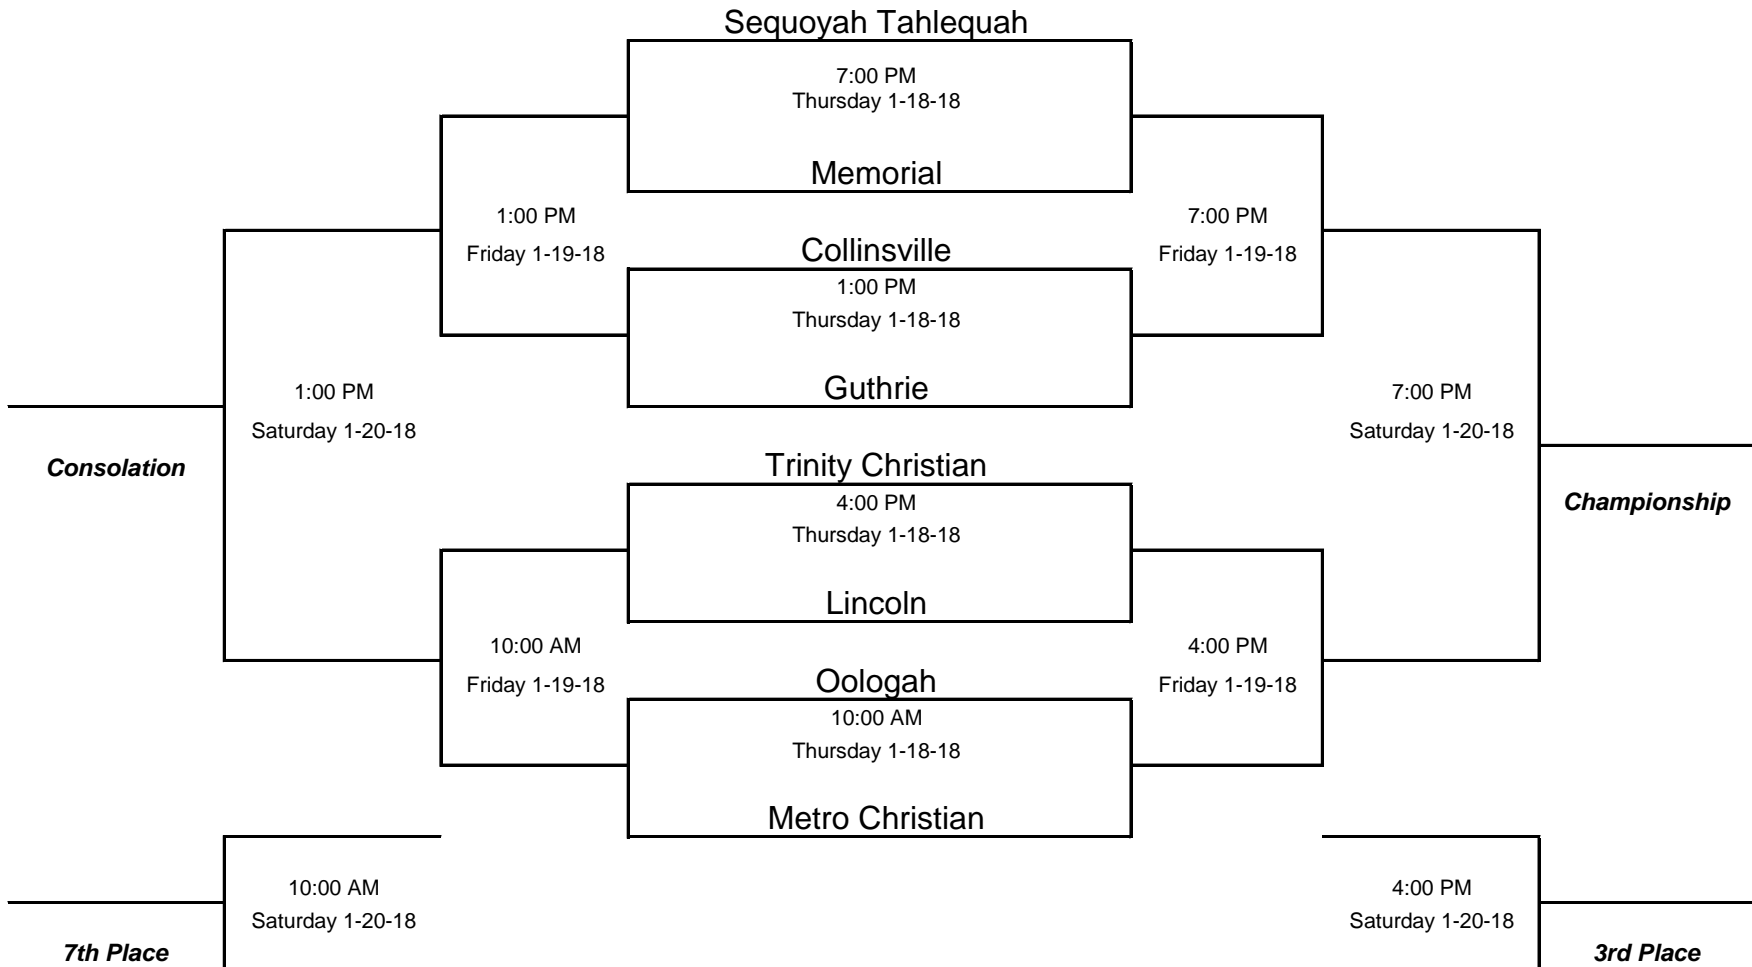 Sequoyah Tahlequah
7:00 PM
Thursday 1-18-18
Memorial
1:00 PM
Friday 1-19-18
7:00 PM
Friday 1-19-18
Collinsville
1:00 PM
Thursday 1-18-18
Guthrie
1:00 PM
Saturday 1-20-18
7:00 PM
Saturday 1-20-18
Consolation
Trinity Christian
4:00 PM
Thursday 1-18-18
Championship
Lincoln
10:00 AM
Friday 1-19-18
4:00 PM
Friday 1-19-18
Oologah
10:00 AM
Thursday 1-18-18
Metro Christian
10:00 AM
Saturday 1-20-18
4:00 PM
Saturday 1-20-18
7th Place
3rd Place